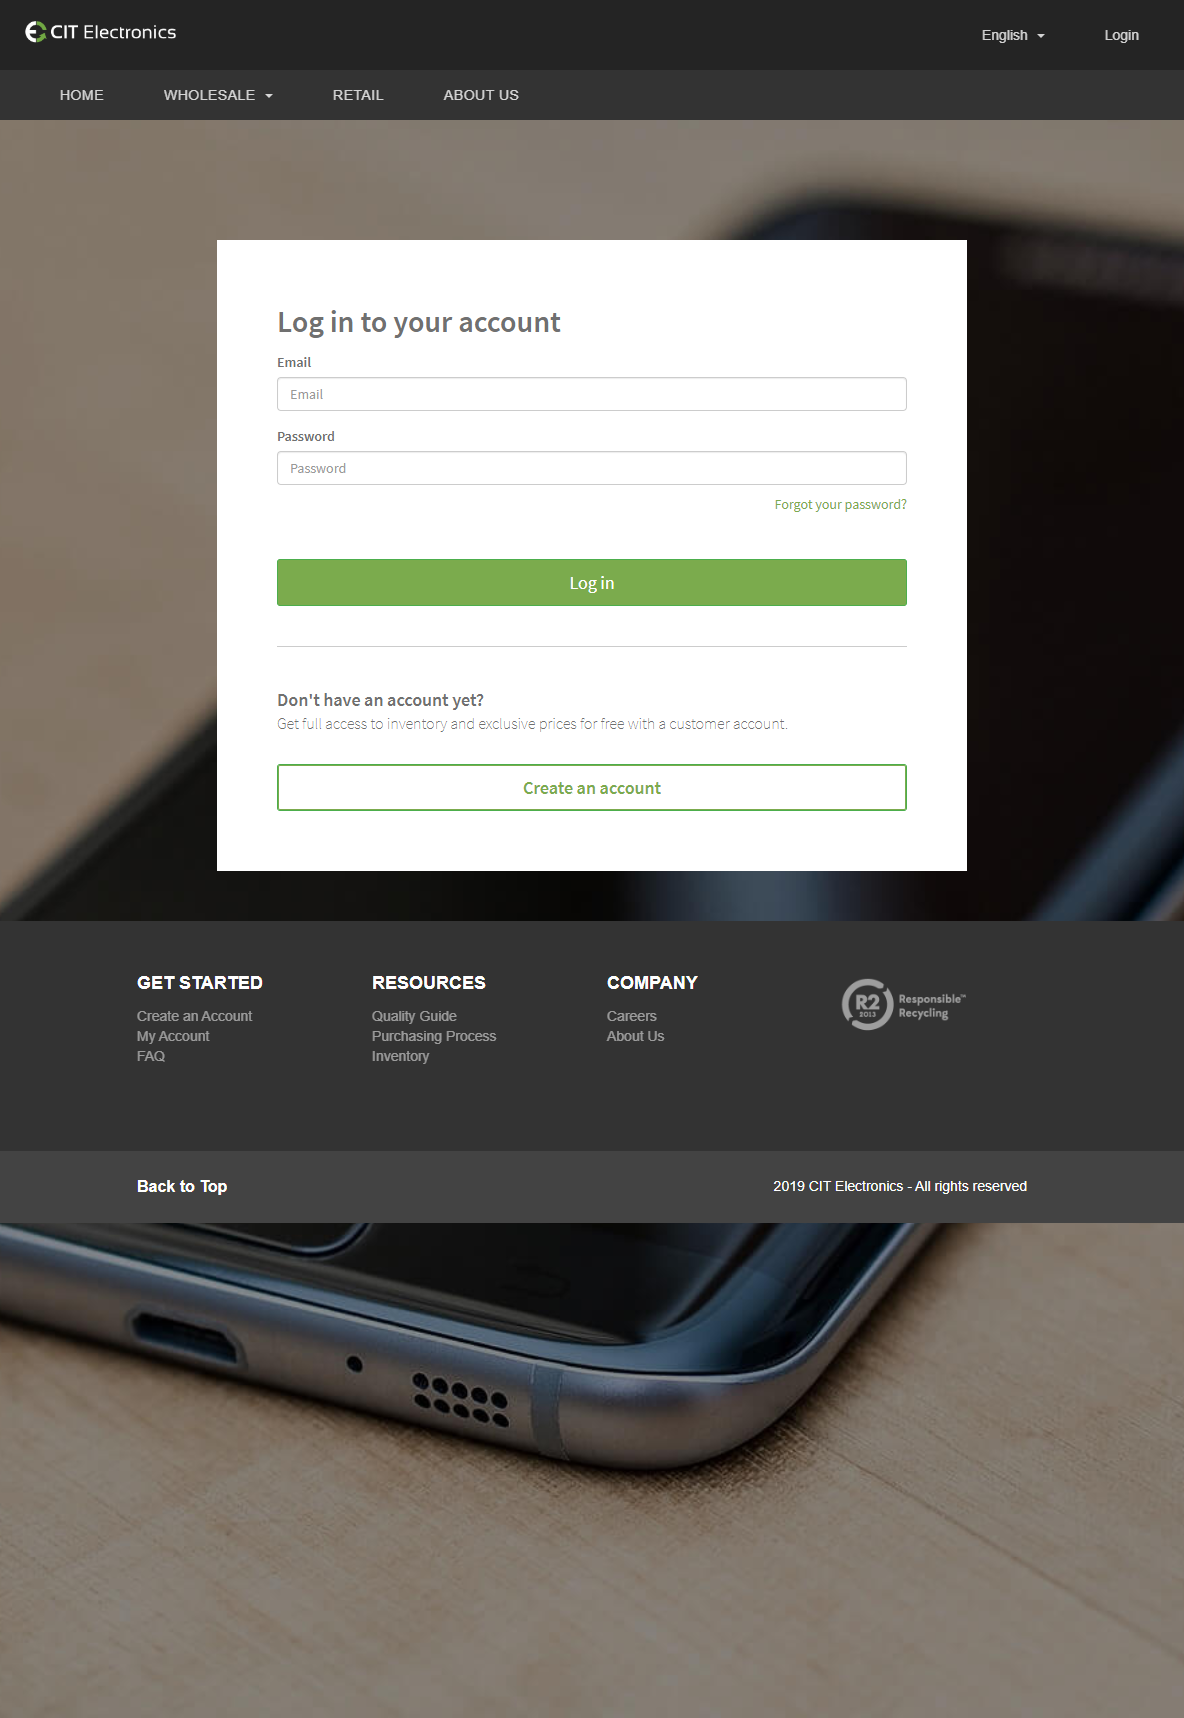 CIT Electronics
English
Login
HOME
WHOLESALE
RETAIL
ABOUT US
Log in to your account
Email
Email
Password
Password
Forgot your password?
Log in
Don't have an account yet?
Get full access to inventory and exclusive prices for free with a customer account.
Create an account
GET STARTED
Create an Account
My Account
FAQ
RESOURCES
Quality Guide
Purchasing Process
Inventory
COMPANY
Careers
About Us
R2
2013
Responsible™
Recycling
Back to Top
2019 CIT Electronics - All rights reserved